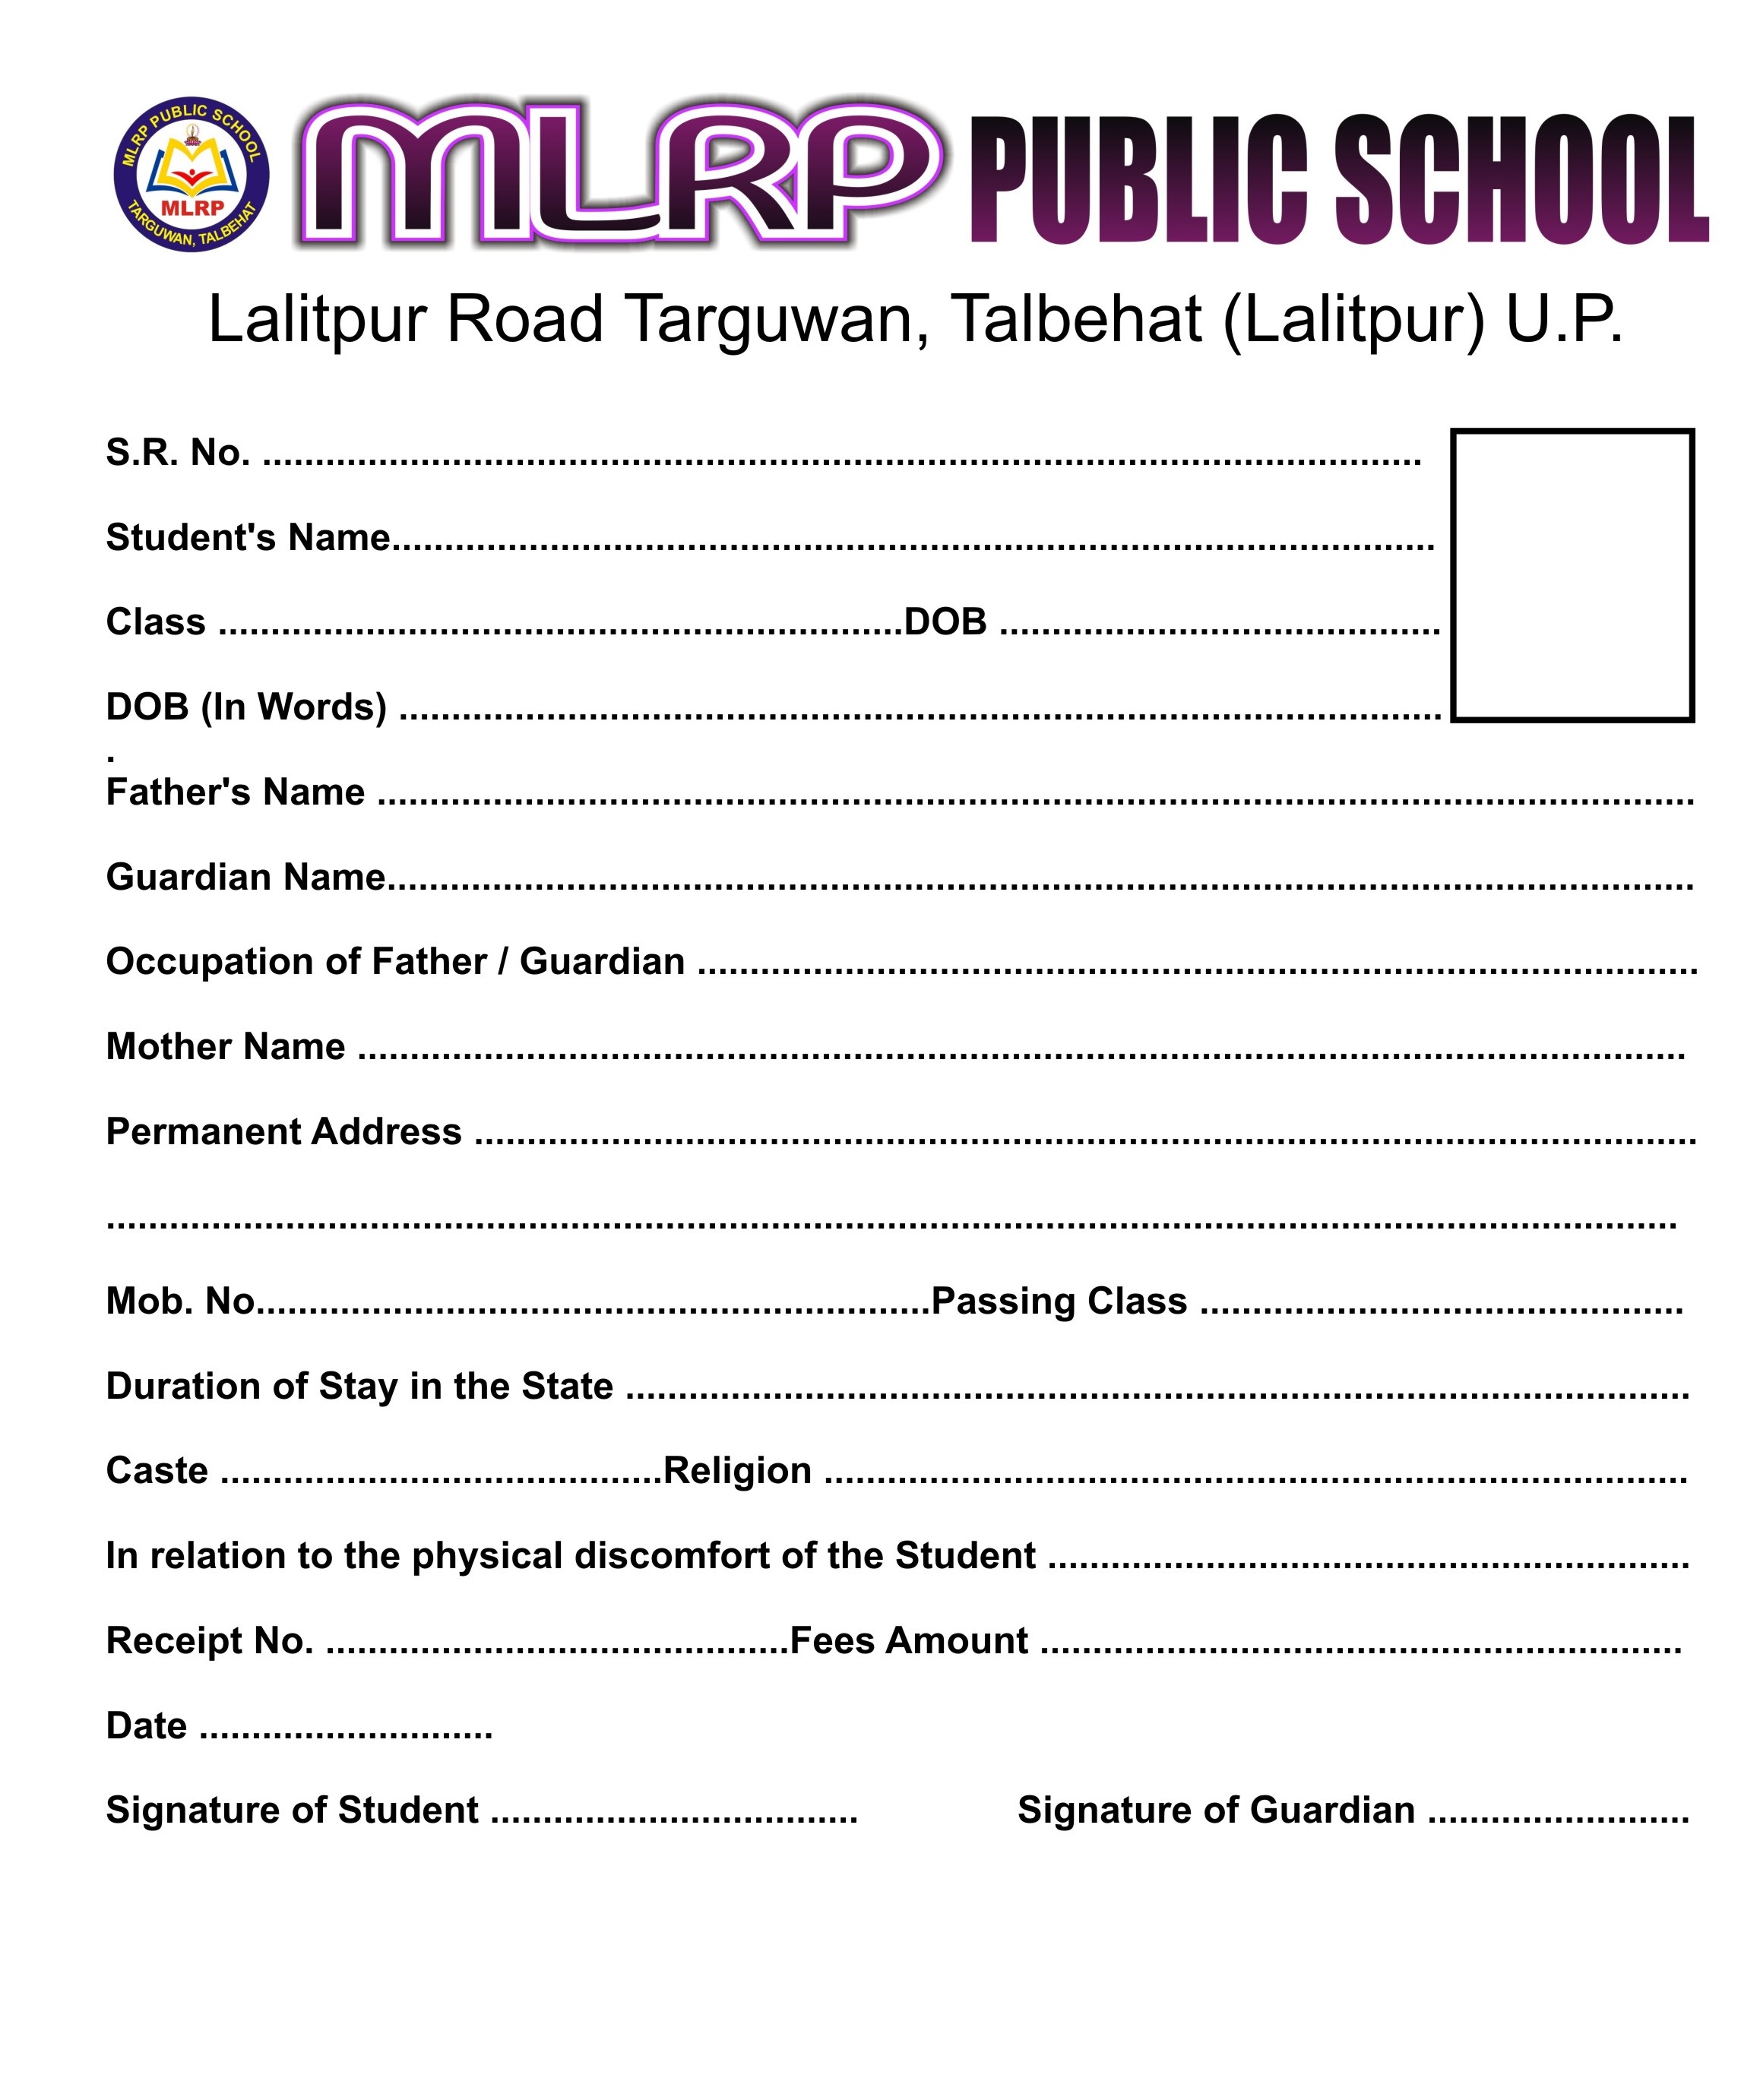 MLRP PUBLIC SCHOOL
MLRP
TARGUWAN, TALBEHAT
MLRP PUBLIC SCHOOL
Lalitpur Road Targuwan, Talbehat (Lalitpur) U.P.
S.R. No. ..............................................................................................................
Student's Name...................................................................................................
Class .................................................................DOB ..........................................
DOB (In Words) ...................................................................................................
.
Father's Name .............................................................................................................................
Guardian Name............................................................................................................................
Occupation of Father / Guardian ...............................................................................................
Mother Name ..............................................................................................................................
Permanent Address ....................................................................................................................
.....................................................................................................................................................
Mob. No................................................................Passing Class ..............................................
Duration of Stay in the State .....................................................................................................
Caste ..........................................Religion ..................................................................................
In relation to the physical discomfort of the Student .............................................................
Receipt No. ............................................Fees Amount .............................................................
Date ............................
Signature of Student ................................... Signature of Guardian .........................